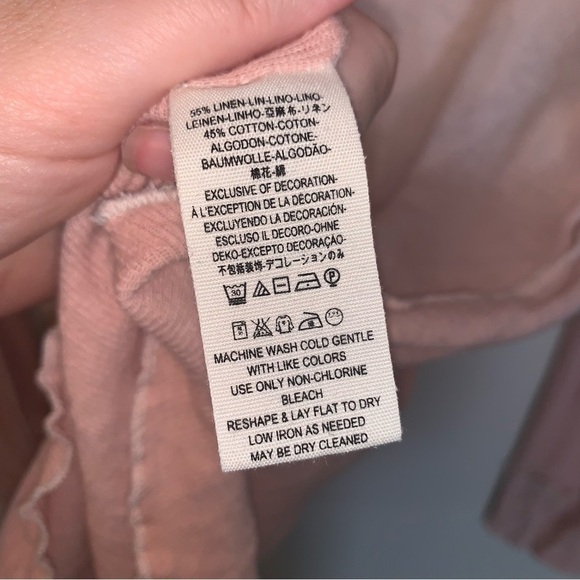 55% LINEN-LIN-LINO-LINO-
LEINEN-LINHO-亞麻布-リネン
45% COTTON-COTON-
ALGODON-COTONE-
BAUMWOLLE-ALGODÃO-
棉花-綿
EXCLUSIVE OF DECORATION-
À L'EXCEPTION DE LA DÉCORATION-
EXCLUYENDO LA DECORACIÓN-
ESCLUSO IL DECORO-OHNE
DEKO-EXCEPTO DECORAÇÃO-
不包括装饰-デコレーションのみ
30 P
MACHINE WASH COLD GENTLE
WITH LIKE COLORS
USE ONLY NON-CHLORINE
BLEACH
RESHAPE & LAY FLAT TO DRY
LOW IRON AS NEEDED
MAY BE DRY CLEANED